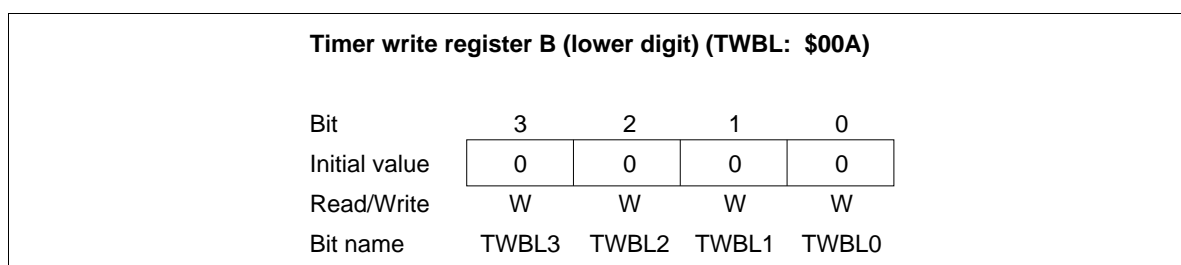 Timer write register B (lower digit) (TWBL: $00A)
Bit 3 2 1 0
Initial value 0 0 0 0
Read/Write W W W W
Bit name TWBL3 TWBL2 TWBL1 TWBL0